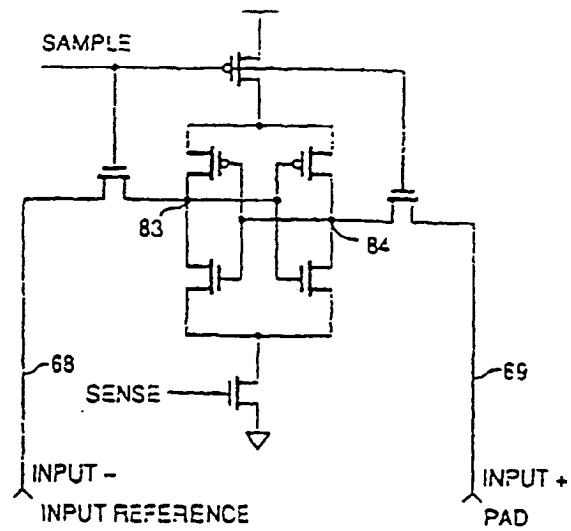 SAMPLE
83
84
68
69
SENSE
INPUT –
INPUT REFERENCE
INPUT +
PAD